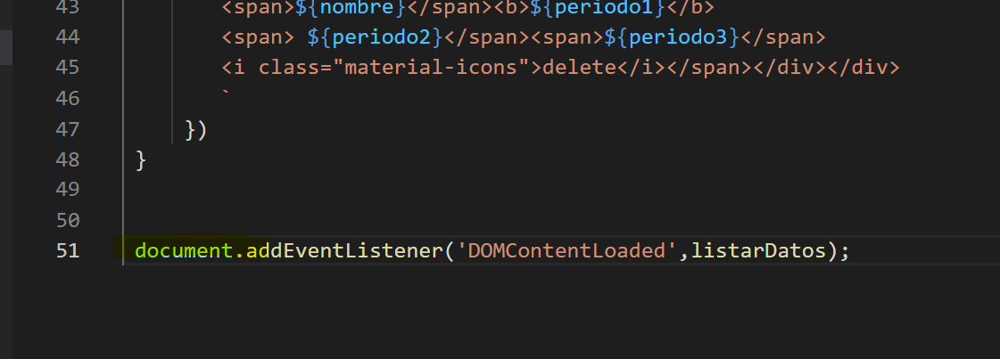 43 <span>${nombre}</span><b>${periodo1}</b>
44 <span> ${periodo2}</span><span>${periodo3}</span>
45 <i class="material-icons">delete</i></span></div></div>
46 `
47 })
48 }
49
50
51 document.addEventListener('DOMContentLoaded',listarDatos);